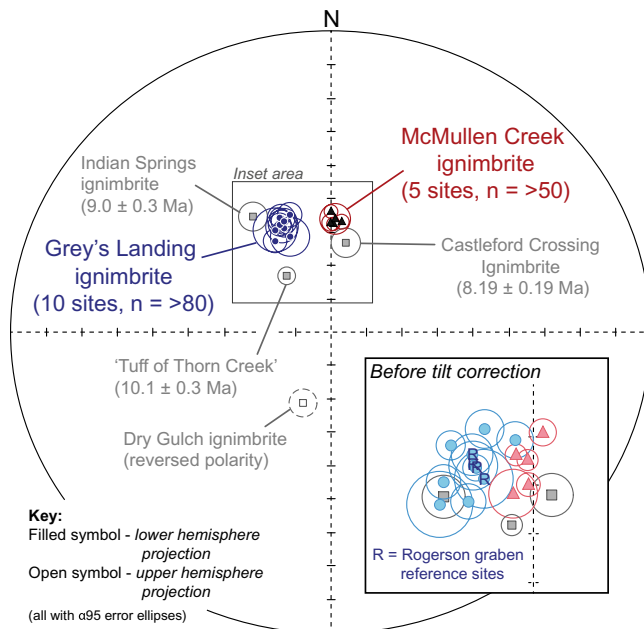 N
McMullen Creek
ignimbrite
(5 sites, n = >50)
Indian Springs
ignimbrite
(9.0 ± 0.3 Ma)
Inset area
Grey's Landing
ignimbrite
(10 sites, n = >80)
Castleford Crossing
Ignimbrite
(8.19 ± 0.19 Ma)
'Tuff of Thorn Creek'
(10.1 ± 0.3 Ma)
Dry Gulch ignimbrite
(reversed polarity)
Before tilt correction
R
R
R
R
R = Rogerson graben
reference sites
Key:
Filled symbol - lower hemisphere
projection
Open symbol - upper hemisphere
projection
(all with α95 error ellipses)